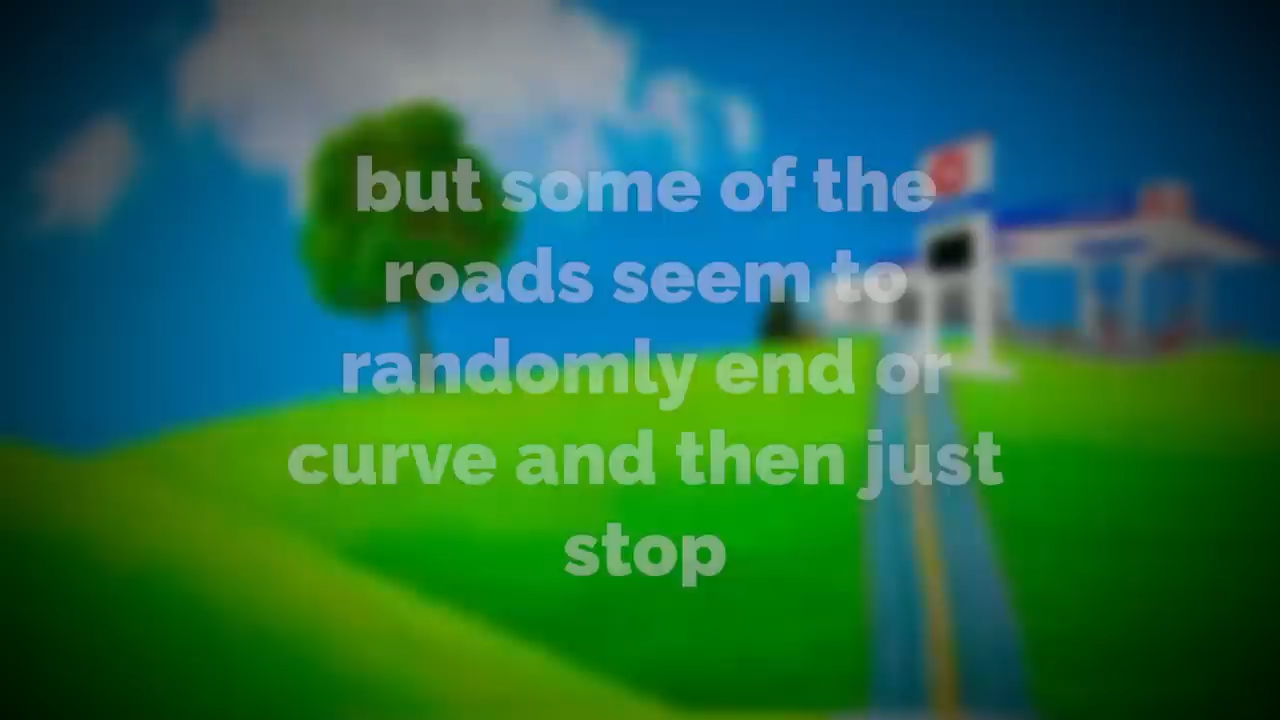 but some of the
roads seem to
randomly end or
curve and then just
stop